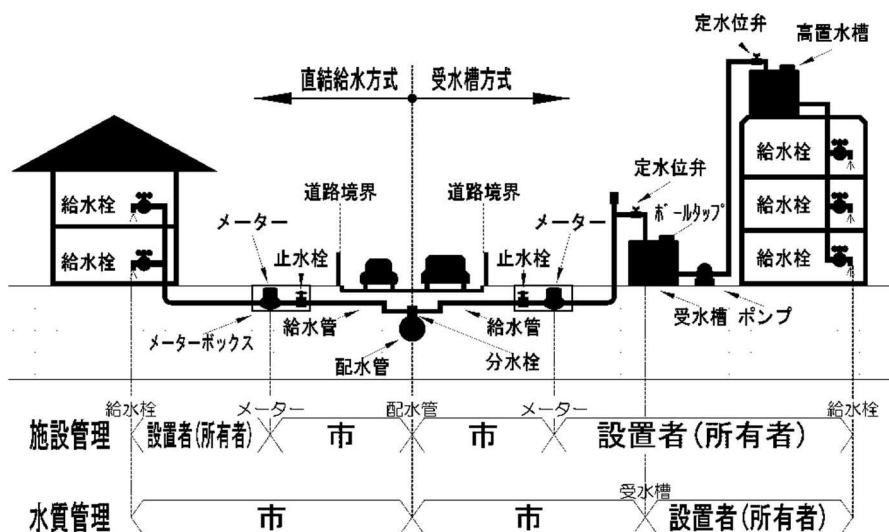 定水位弁
高置水槽
直結給水方式 受水槽方式
給水栓
定水位弁
給水栓
道路境界 道路境界
ボールタップ
給水栓
メーター メーター
給水栓
給水栓
止水栓 止水栓
給水栓
メーターボックス
給水管 給水管
受水槽 ポンプ
配水管
分水栓
給水栓 メーター 配水管 メーター 給水栓
施設管理 設置者(所有者) 市 市 設置者(所有者)
受水槽
水質管理 市 市 設置者(所有者)